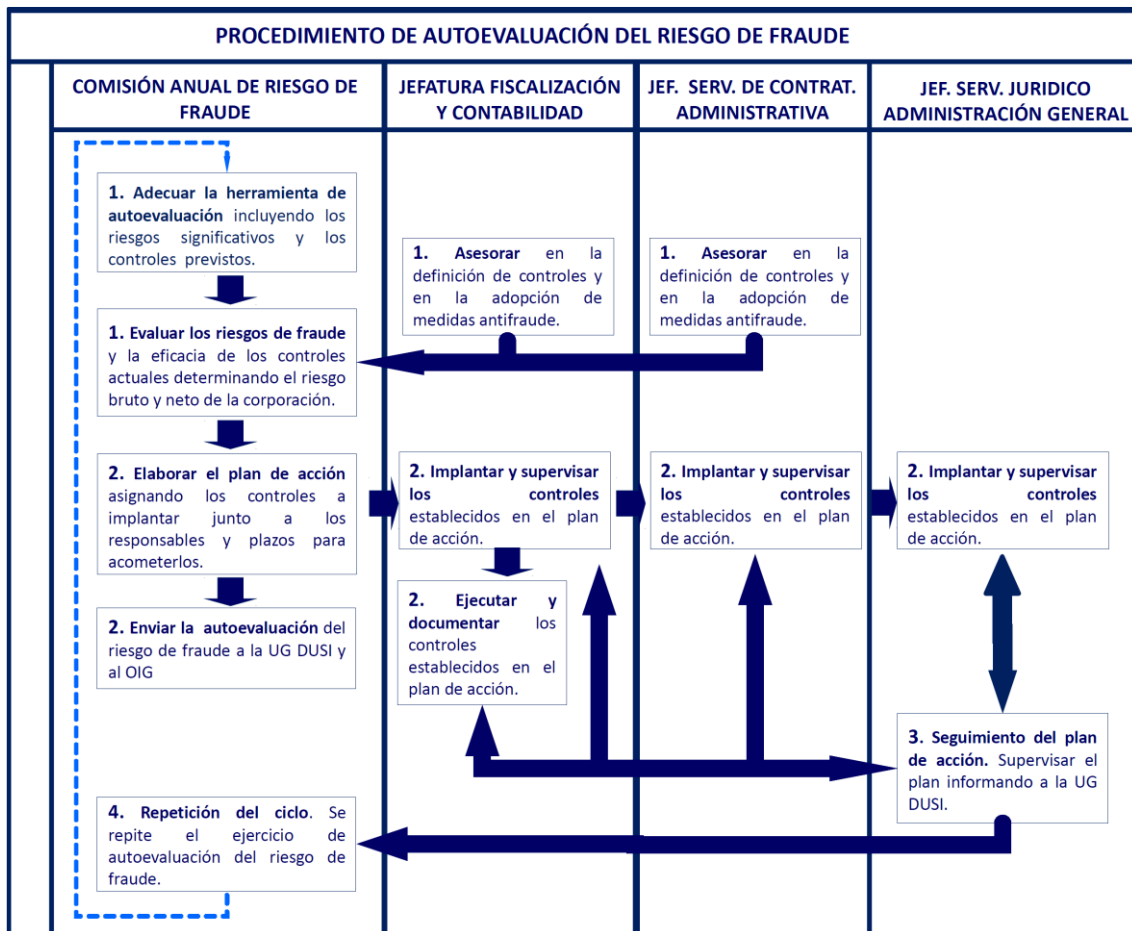 PROCEDIMIENTO DE AUTOEVALUACIÓN DEL RIESGO DE FRAUDE
COMISIÓN ANUAL DE RIESGO DE
FRAUDE
JEFATURA FISCALIZACIÓN
Y CONTABILIDAD
JEF. SERV. DE CONTRAT.
ADMINISTRATIVA
JEF. SERV. JURIDICO
ADMINISTRACIÓN GENERAL
1. Adecuar la herramienta de
autoevaluación incluyendo los
riesgos significativos y los
controles previstos.
1. Asesorar en la
definición de controles y
en la adopción de
medidas antifraude.
1. Asesorar en la
definición de controles y
en la adopción de
medidas antifraude.
1. Evaluar los riesgos de fraude
y la eficacia de los controles
actuales determinando el riesgo
bruto y neto de la corporación.
2. Elaborar el plan de acción
asignando los controles a
implantar junto a los
responsables y plazos para
acometerlos.
2. Implantar y supervisar
los controles
establecidos en el plan
de acción.
2. Implantar y supervisar
los controles
establecidos en el plan
de acción.
2. Implantar y supervisar
los controles
establecidos en el plan
de acción.
2. Ejecutar y
documentar los
controles
establecidos en el
plan de acción.
2. Enviar la autoevaluación del
riesgo de fraude a la UG DUSI y
al OIG
3. Seguimiento del plan
de acción. Supervisar el
plan informando a la UG
DUSI.
4. Repetición del ciclo. Se
repite el ejercicio de
autoevaluación del riesgo de
fraude.